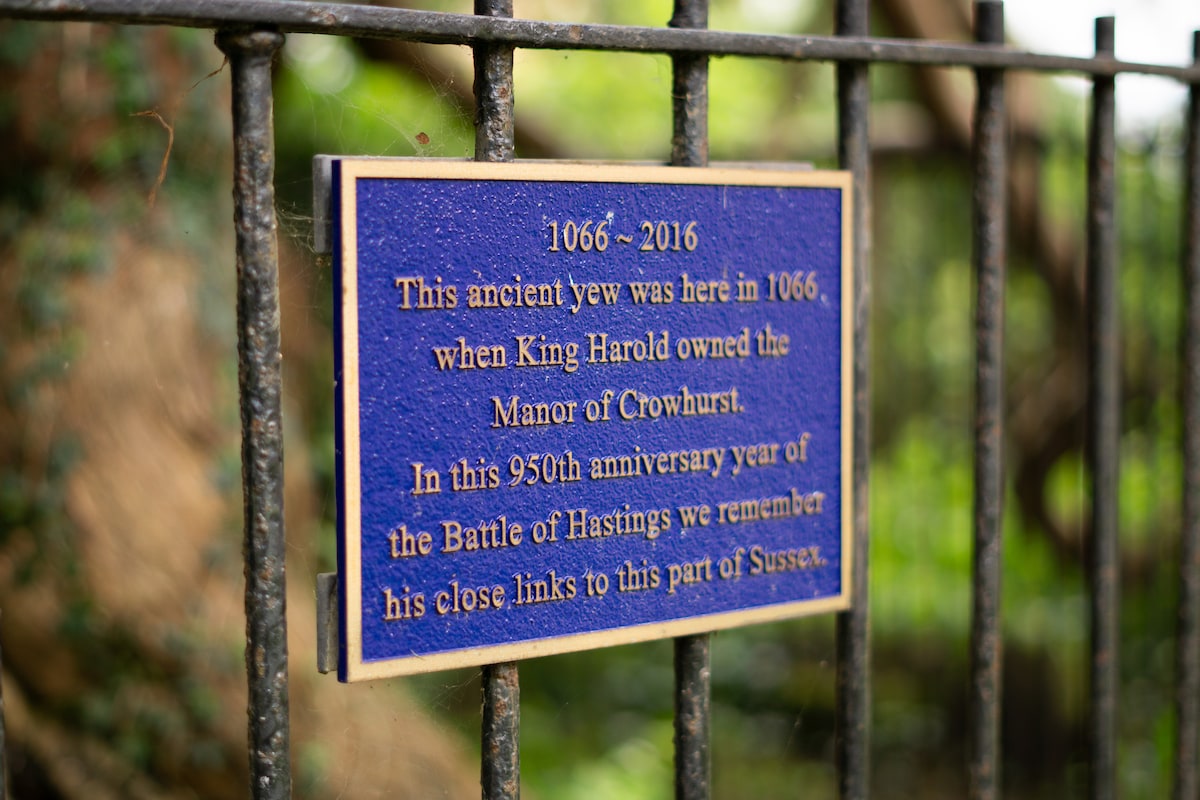 1066 ~ 2016
This ancient yew was here in 1066
when King Harold owned the
Manor of Crowhurst.
In this 950th anniversary year of
the Battle of Hastings we remember
his close links to this part of Sussex.